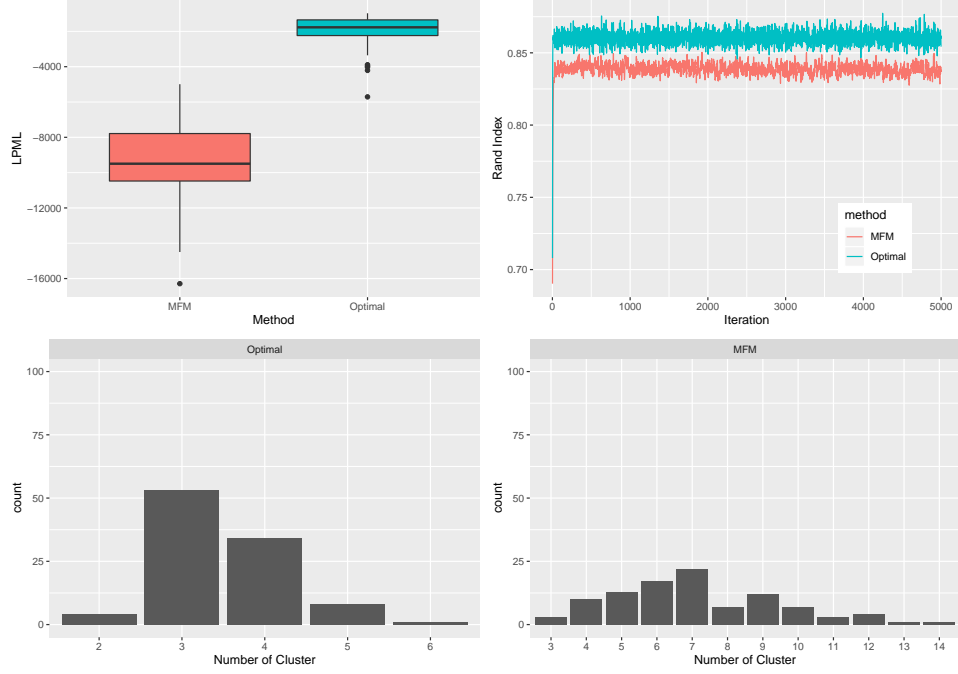 LPML
−4000
−8000
−12000
−16000
MFM
Optimal
Method
Rand Index
0.85
0.80
0.75
0.70
method
MFM
Optimal
0
1000
2000
3000
4000
5000
Iteration
Optimal
count
100
75
50
25
0
2
3
4
5
6
Number of Cluster
MFM
count
100
75
50
25
0
3
4
5
6
7
8
9
10
11
12
13
14
Number of Cluster